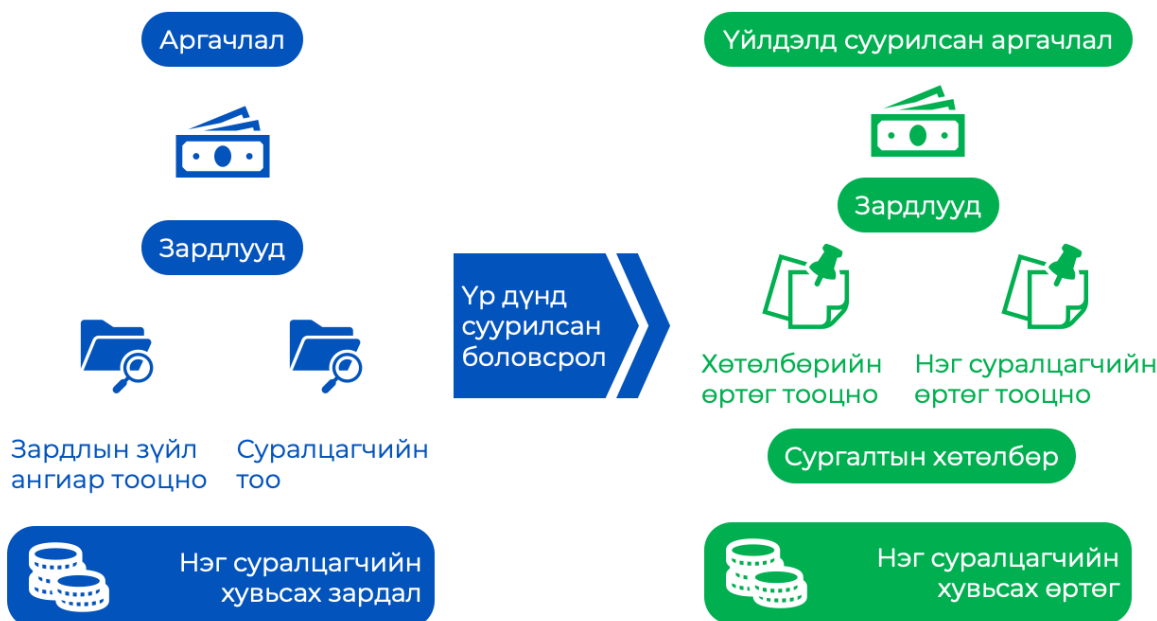 Аргачлал
Зардлууд
Зардлын зүйл
ангиар тооцно
Суралцагчийн
тоо
Нэг суралцагчийн
хувьсах зардал
Үр дүнд
суурилсан
боловсрол
Үйлдэлд суурилсан аргачлал
Зардлууд
Хөтөлбөрийн
өртөг тооцно
Нэг суралцагчийн
өртөг тооцно
Сургалтын хөтөлбөр
Нэг суралцагчийн
хувьсах өртөг